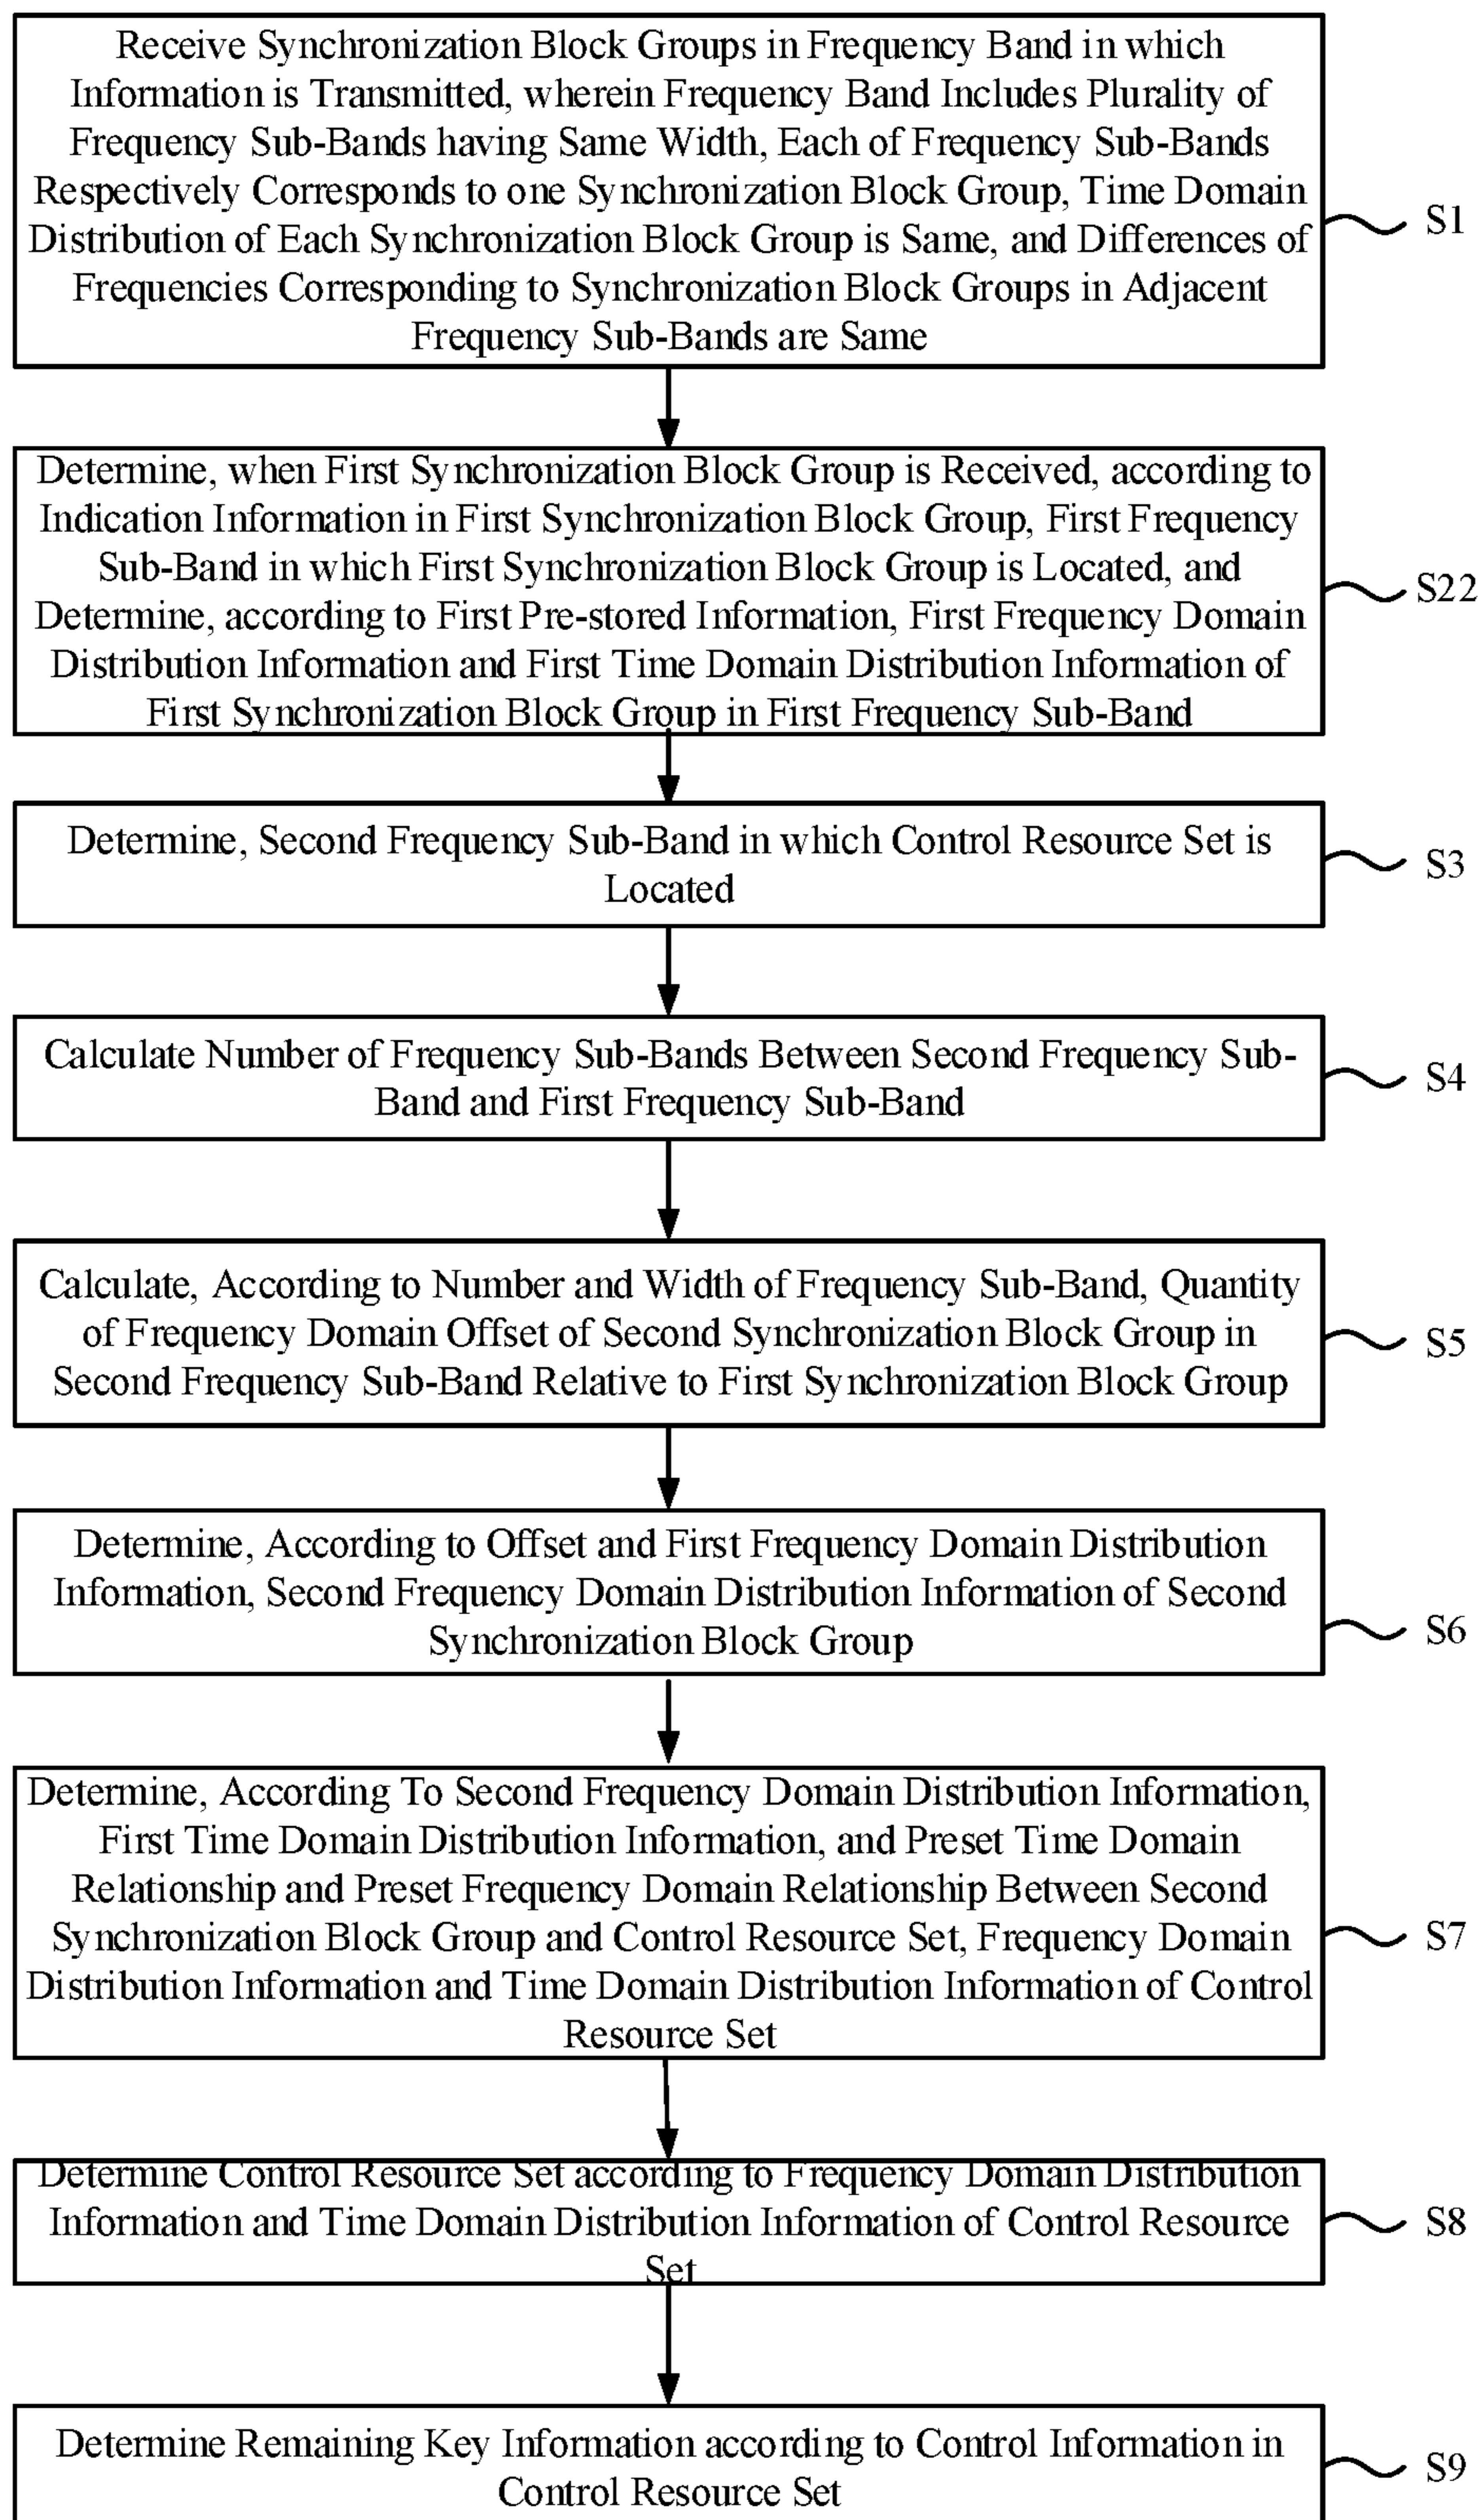 Receive Synchronization Block Groups in Frequency Band in which
Information is Transmitted, wherein Frequency Band Includes Plurality of
Frequency Sub-Bands having Same Width, Each of Frequency Sub-Bands
Respectively Corresponds to one Synchronization Block Group, Time Domain
Distribution of Each Synchronization Block Group is Same, and Differences of
Frequencies Corresponding to Synchronization Block Groups in Adjacent
Frequency Sub-Bands are Same
S1
Determine, when First Synchronization Block Group is Received, according to
Indication Information in First Synchronization Block Group, First Frequency
Sub-Band in which First Synchronization Block Group is Located, and
Determine, according to First Pre-stored Information, First Frequency Domain
Distribution Information and First Time Domain Distribution Information of
First Synchronization Block Group in First Frequency Sub-Band
S22
Determine, Second Frequency Sub-Band in which Control Resource Set is
Located
S3
Calculate Number of Frequency Sub-Bands Between Second Frequency Sub-
Band and First Frequency Sub-Band
S4
Calculate, According to Number and Width of Frequency Sub-Band, Quantity
of Frequency Domain Offset of Second Synchronization Block Group in
Second Frequency Sub-Band Relative to First Synchronization Block Group
S5
Determine, According to Offset and First Frequency Domain Distribution
Information, Second Frequency Domain Distribution Information of Second
Synchronization Block Group
S6
Determine, According To Second Frequency Domain Distribution Information,
First Time Domain Distribution Information, and Preset Time Domain
Relationship and Preset Frequency Domain Relationship Between Second
Synchronization Block Group and Control Resource Set, Frequency Domain
Distribution Information and Time Domain Distribution Information of Control
Resource Set
S7
Determine Control Resource Set according to Frequency Domain Distribution
Information and Time Domain Distribution Information of Control Resource
Set
S8
Determine Remaining Key Information according to Control Information in
Control Resource Set
S9